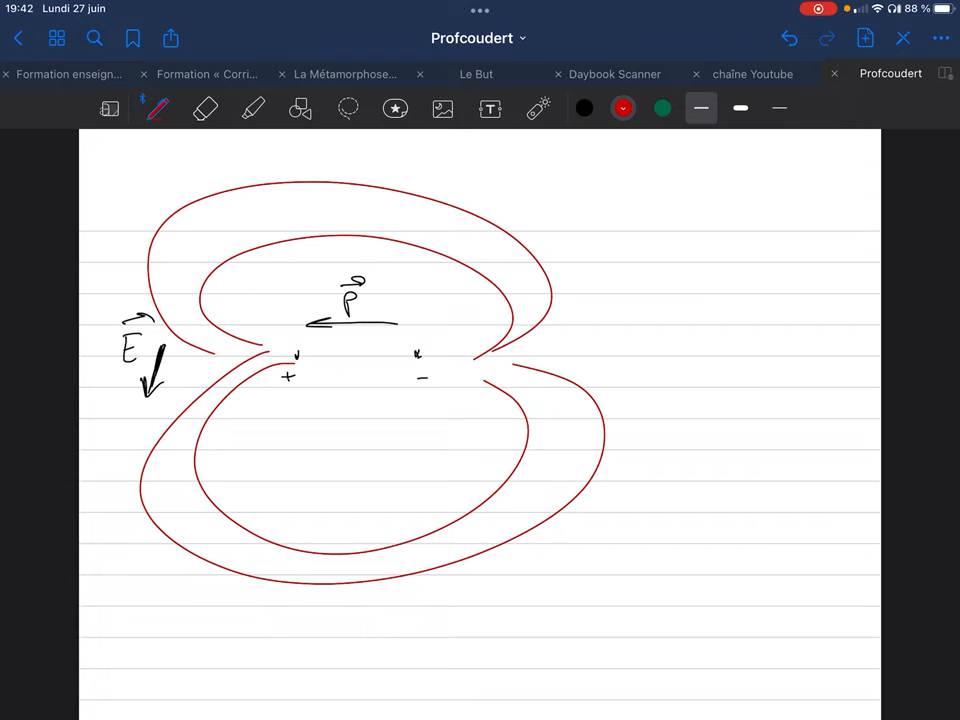 19:42 Lundi 27 juin 88 %
Profcoudert
Formation enseign... Formation « Corri... La Métamorphose... Le But Daybook Scanner chaîne Youtube Profcoudert
P
E
+ -